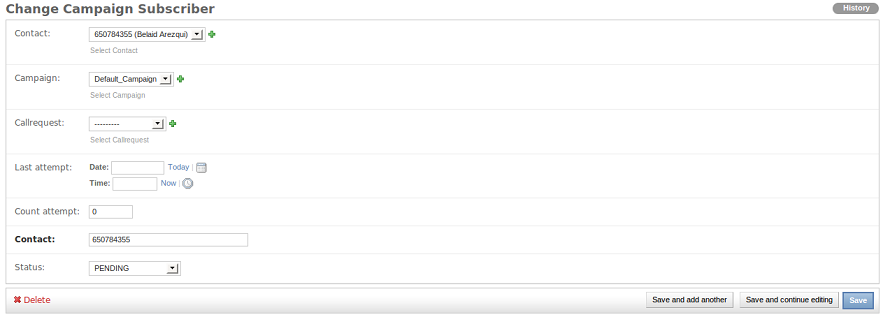 Change Campaign Subscriber
History
Contact: 650784355 (Belaid Arezqui)
Select Contact
Campaign: Default_Campaign
Select Campaign
Callrequest: ---------
Select Callrequest
Last attempt: Date: Today |
Time: Now |
Count attempt: 0
Contact: 650784355
Status: PENDING
Delete Save and add another Save and continue editing Save